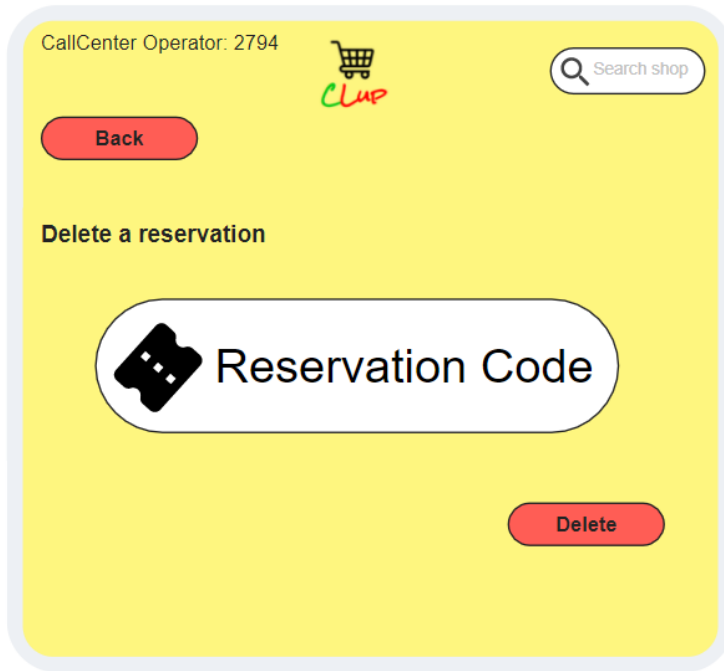 CallCenter Operator: 2794
CLup
Search shop
Back
Delete a reservation
Reservation Code
Delete